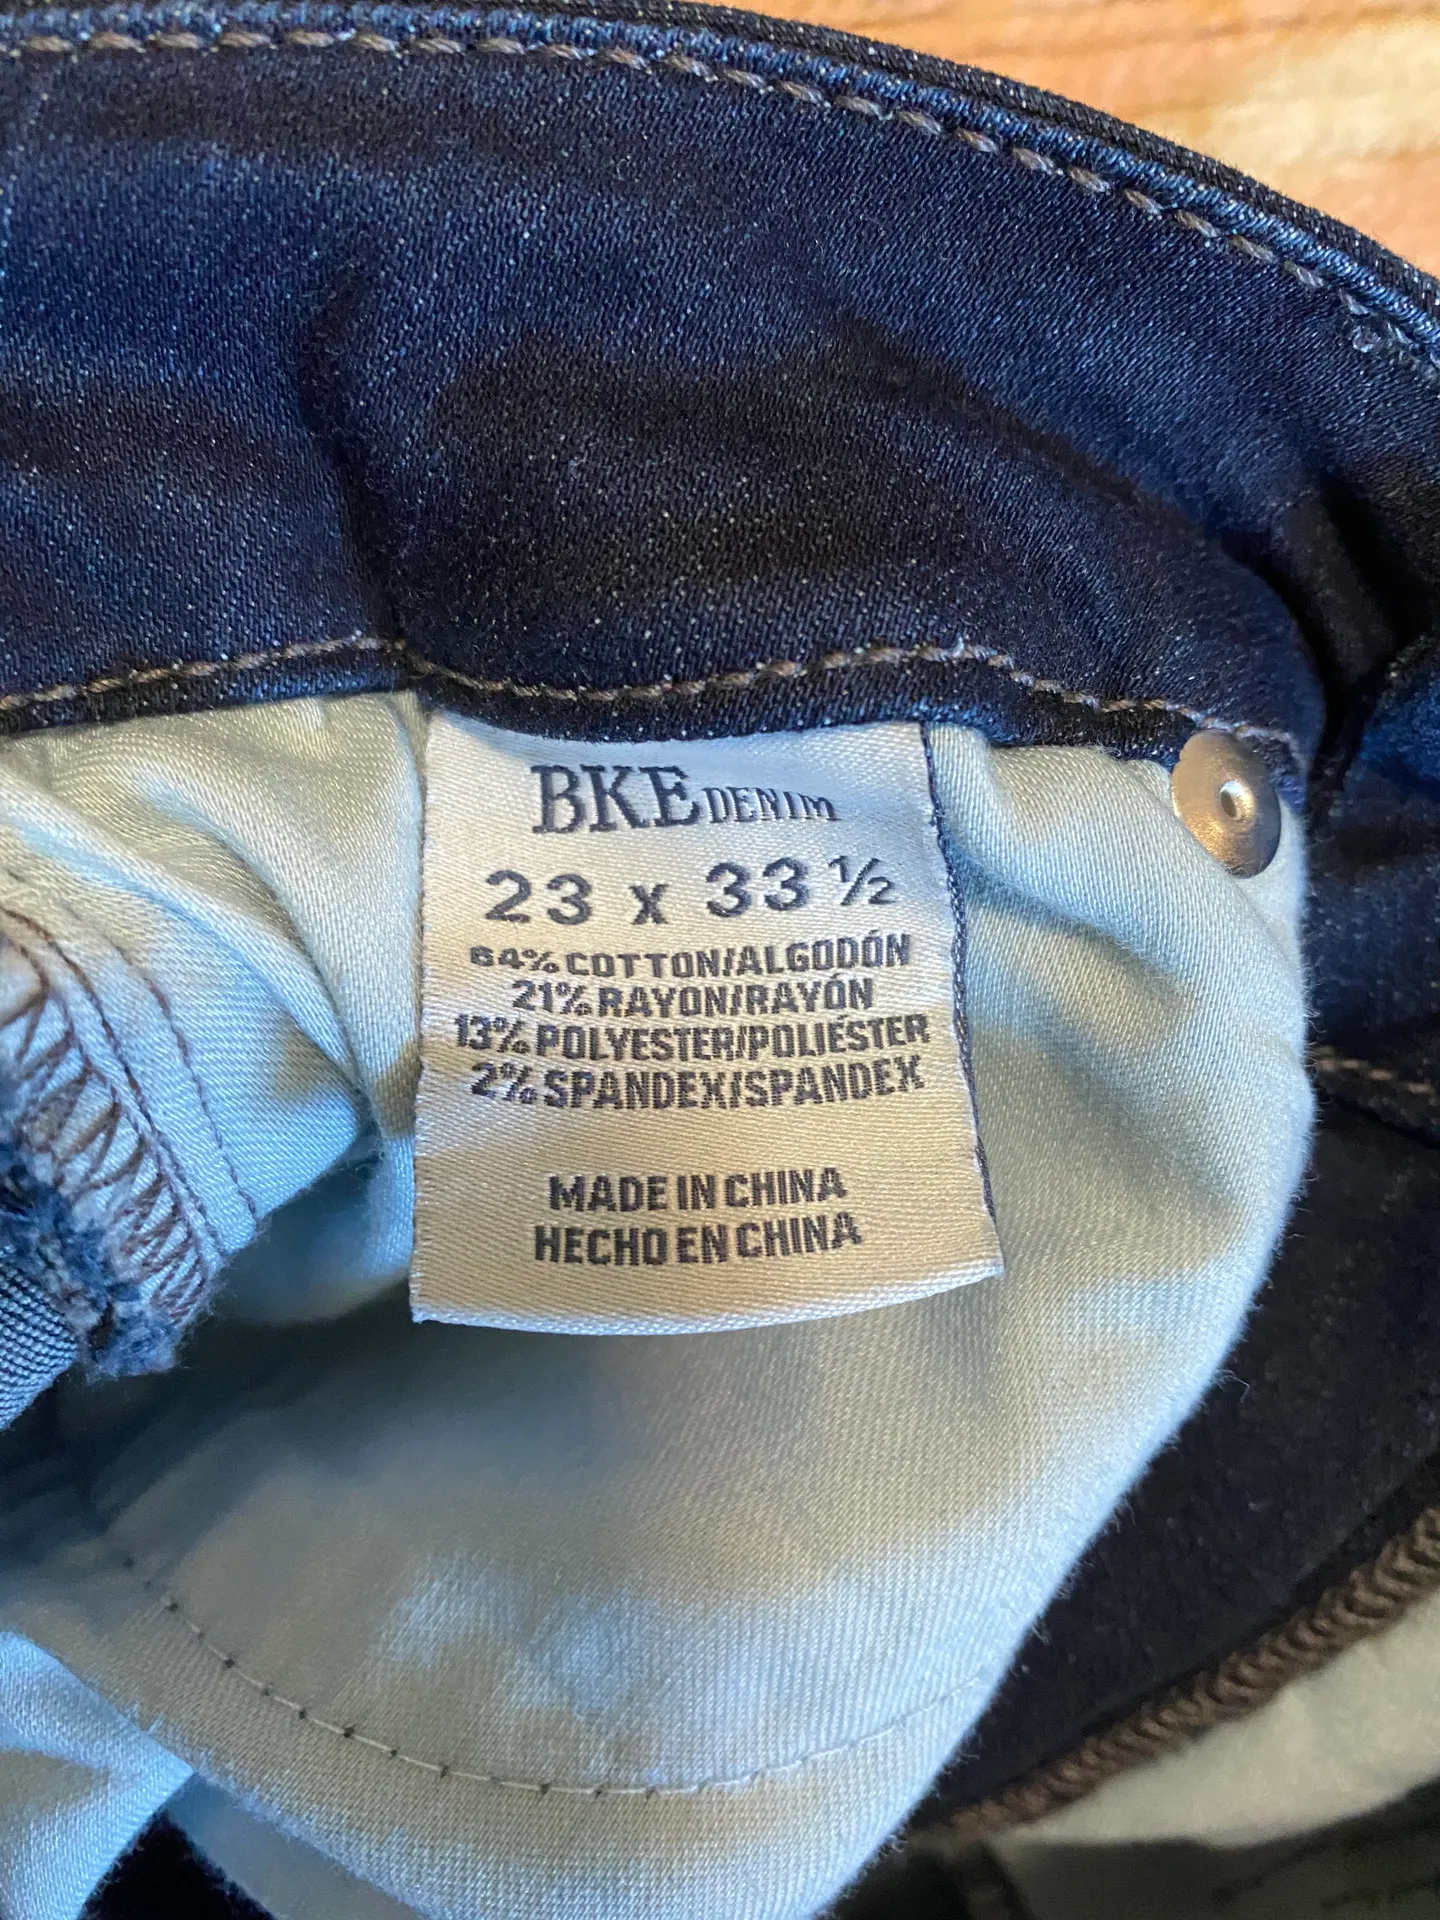 BKE DENIM
23 x 33 ½
64% COTTON/ALGODÓN
21% RAYON/RAYÓN
13% POLYESTER/POLIÉSTER
2% SPANDEX/SPANDEX
MADE IN CHINA
HECHO EN CHINA